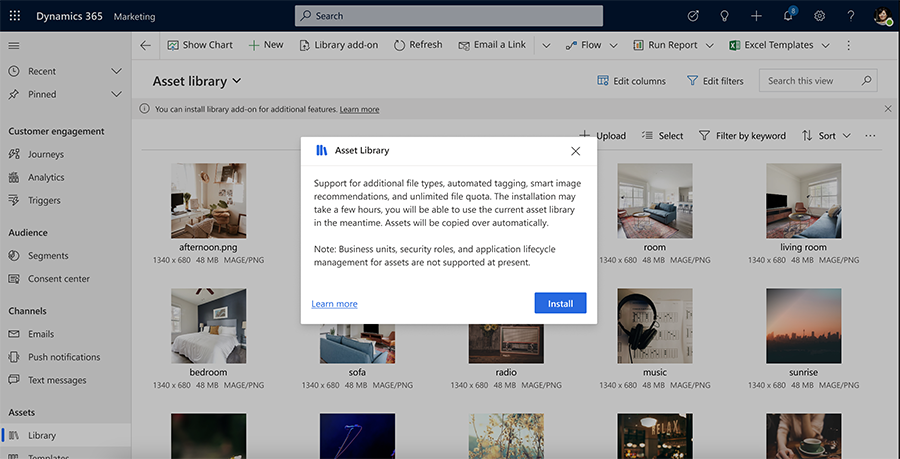 Dynamics 365 Marketing Search 8
Show Chart New Library add-on Refresh Email a Link Flow Run Report Excel Templates
Recent
Pinned
Customer engagement
Journeys
Analytics
Triggers
Audience
Segments
Consent center
Channels
Emails
Push notifications
Text messages
Assets
Library
Templates
Asset library Edit columns Edit filters Search this view
You can install library add-on for additional features. Learn more
Upload Select Filter by keyword Sort
Asset Library
Support for additional file types, automated tagging, smart image
recommendations, and unlimited file quota. The installation may
take a few hours, you will be able to use the current asset library
in the meantime. Assets will be copied over automatically.
Note: Business units, security roles, and application lifecycle
management for assets are not supported at present.
Learn more Install
afternoon.png room living room
1340 x 680 48 MB MAGE/PNG 1340 x 680 48 MB MAGE/PNG 1340 x 680 48 MB MAGE/PNG
bedroom sofa radio music sunrise
1340 x 680 48 MB MAGE/PNG 1340 x 680 48 MB MAGE/PNG 1340 x 680 48 MB MAGE/PNG 1340 x 680 48 MB MAGE/PNG 1340 x 680 48 MB MAGE/PNG
RELAX